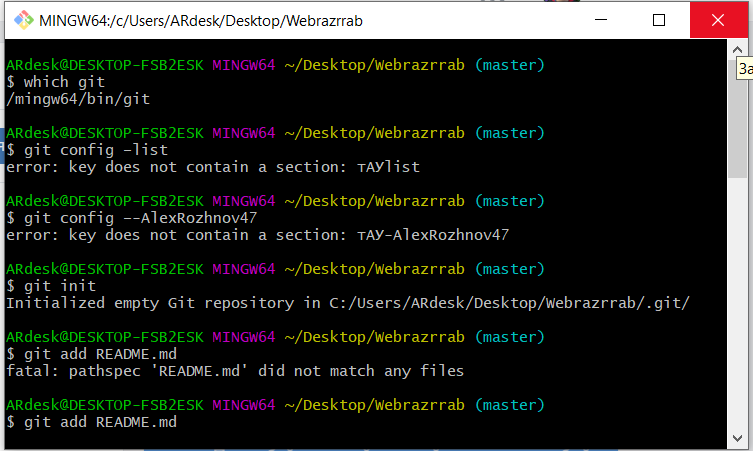 MINGW64:/c/Users/ARdesk/Desktop/Webrazrrab
ARdesk@DESKTOP-FSB2ESK MINGW64 ~/Desktop/Webrazrrab (master)
$ which git
/mingw64/bin/git
ARdesk@DESKTOP-FSB2ESK MINGW64 ~/Desktop/Webrazrrab (master)
$ git config –list
error: key does not contain a section: тАУlist
ARdesk@DESKTOP-FSB2ESK MINGW64 ~/Desktop/Webrazrrab (master)
$ git config –-AlexRozhnov47
error: key does not contain a section: тАУ-AlexRozhnov47
ARdesk@DESKTOP-FSB2ESK MINGW64 ~/Desktop/Webrazrrab (master)
$ git init
Initialized empty Git repository in C:/Users/ARdesk/Desktop/Webrazrrab/.git/
ARdesk@DESKTOP-FSB2ESK MINGW64 ~/Desktop/Webrazrrab (master)
$ git add README.md
fatal: pathspec 'README.md' did not match any files
ARdesk@DESKTOP-FSB2ESK MINGW64 ~/Desktop/Webrazrrab (master)
$ git add README.md